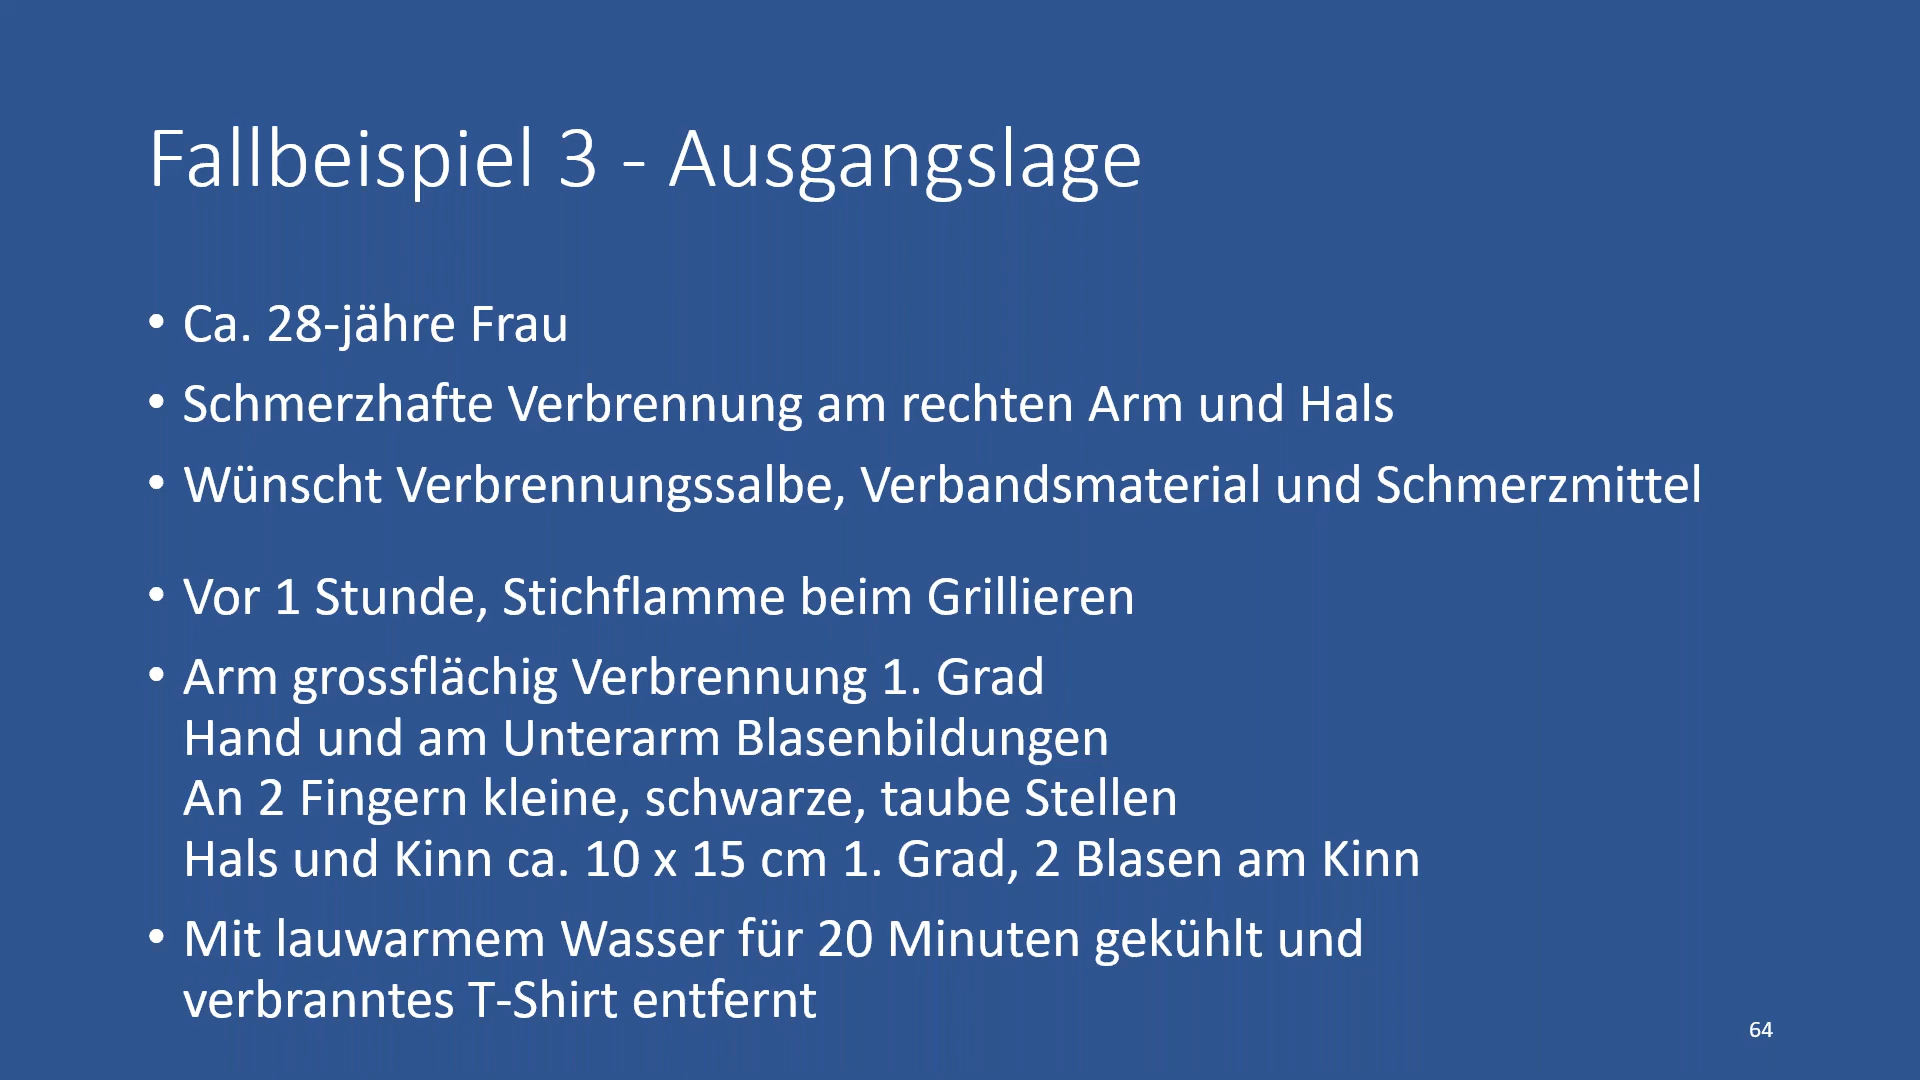 Fallbeispiel 3 - Ausgangslage
• Ca. 28-jähre Frau
• Schmerzhafte Verbrennung am rechten Arm und Hals
• Wünscht Verbrennungssalbe, Verbandsmaterial und Schmerzmittel
• Vor 1 Stunde, Stichflamme beim Grillieren
• Arm grossflächig Verbrennung 1. Grad
Hand und am Unterarm Blasenbildungen
An 2 Fingern kleine, schwarze, taube Stellen
Hals und Kinn ca. 10 x 15 cm 1. Grad, 2 Blasen am Kinn
• Mit lauwarmem Wasser für 20 Minuten gekühlt und
verbranntes T-Shirt entfernt
64